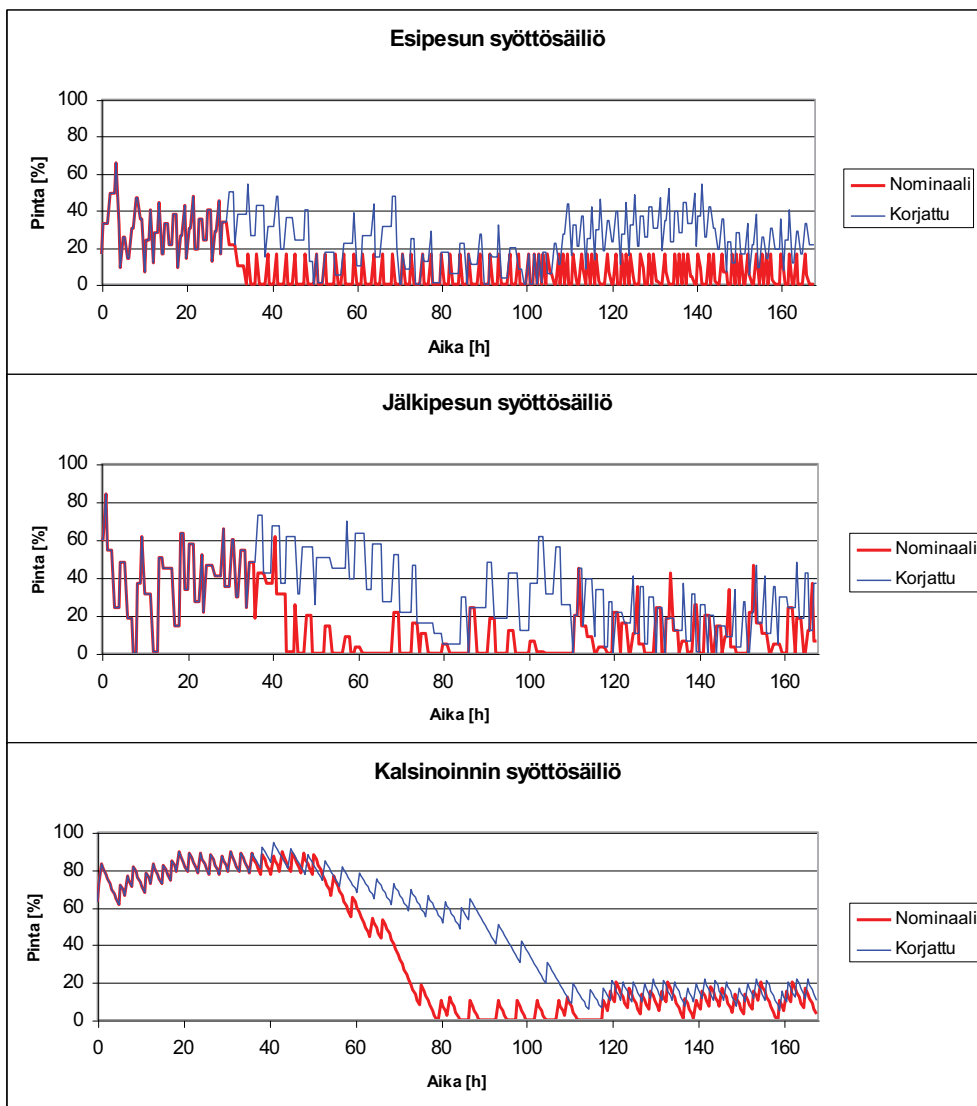 Esipesun syöttösäiliö
100
80
60
40
20
0
Pinta [%]
0 20 40 60 80 100 120 140 160
Aika [h]
Nominaali
Korjattu
Jälkipesun syöttösäiliö
100
80
60
40
20
0
Pinta [%]
0 20 40 60 80 100 120 140 160
Aika [h]
Nominaali
Korjattu
Kalsinoinnin syöttösäiliö
100
80
60
40
20
0
Pinta [%]
0 20 40 60 80 100 120 140 160
Aika [h]
Nominaali
Korjattu